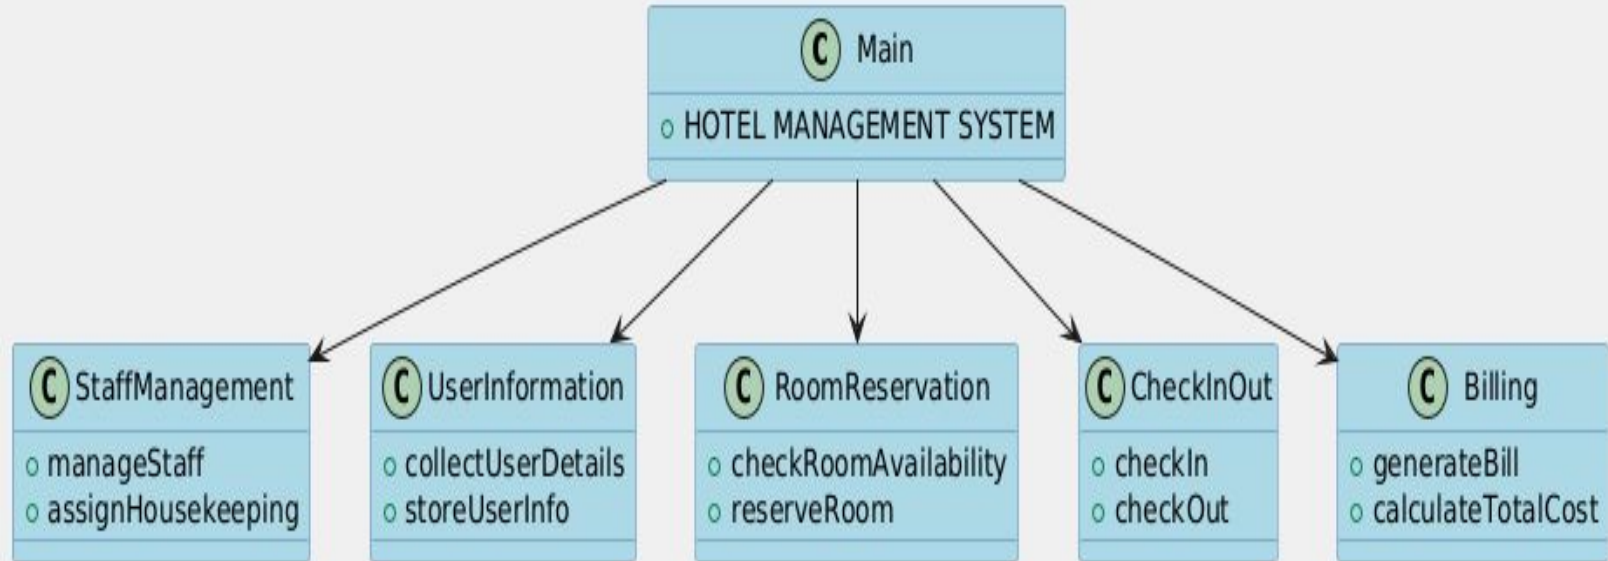 C Main
HOTEL MANAGEMENT SYSTEM
C StaffManagement
manageStaff
assignHousekeeping
C UserInformation
collectUserDetails
storeUserInfo
C RoomReservation
checkRoomAvailability
reserveRoom
C CheckInOut
checkIn
checkOut
C Billing
generateBill
calculateTotalCost